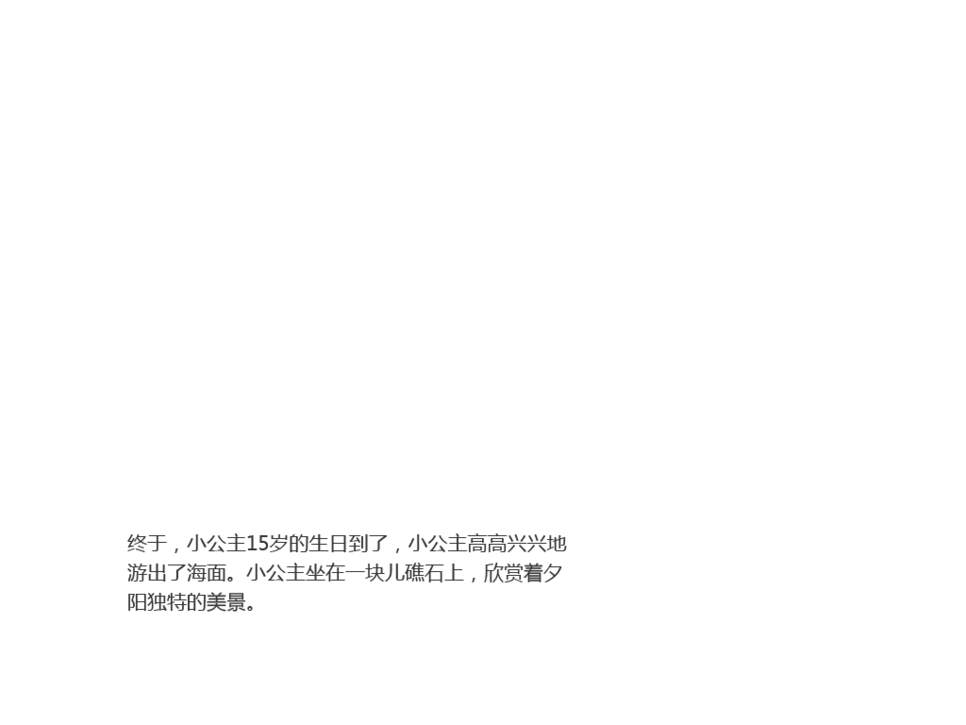 终于，小公主15岁的生日到了，小公主高高兴兴地
游出了海面。小公主坐在一块儿礁石上，欣赏着夕
阳独特的美景。